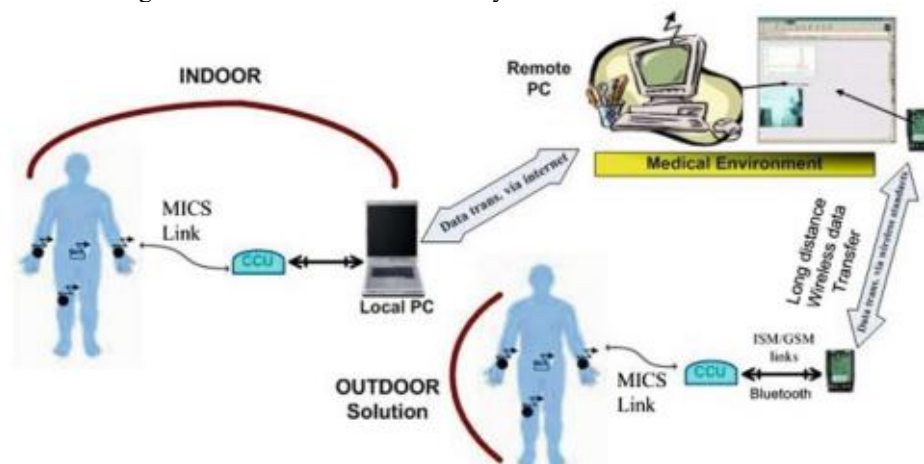 INDOOR
MICS
Link
CCU
Local PC
Data trans. via internet
Remote
PC
Medical Environment
Long distance
Wireless data
Transfer
Data trans. via wireless standards
OUTDOOR
Solution
MICS
Link
CCU
ISM/GSM
links
Bluetooth